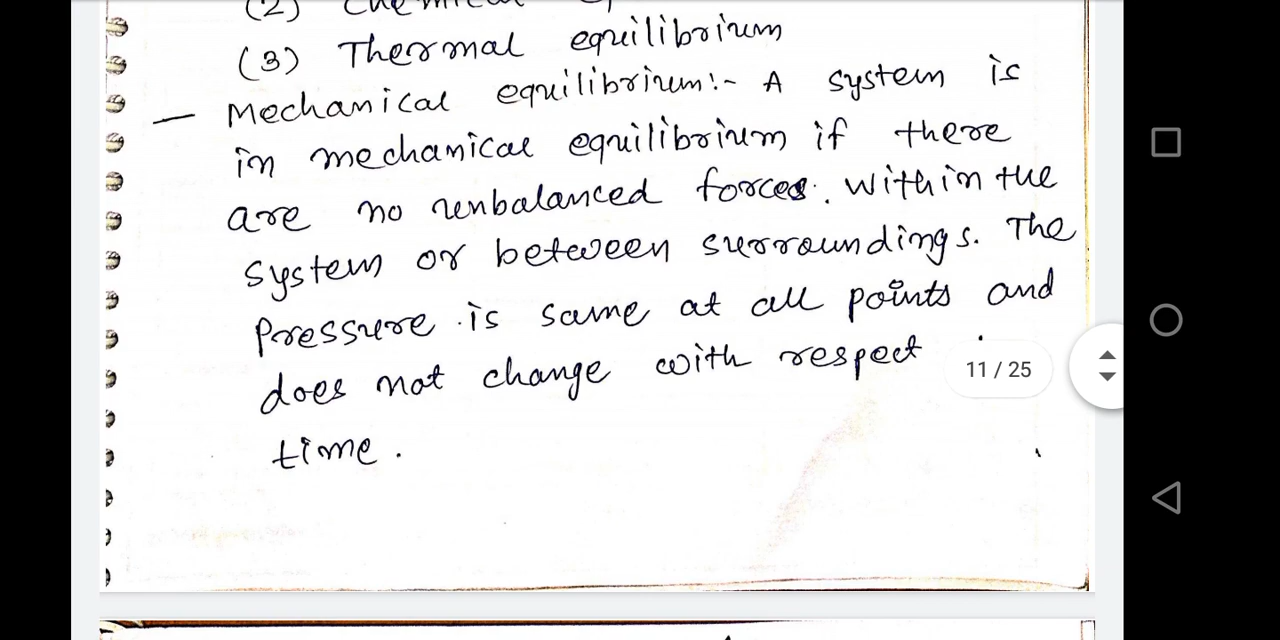 (2) Chemical
(3) Thermal equilibrium
— Mechanical equilibrium:- A system is
in mechanical equilibrium if there
are no unbalanced forces. within the
system or between surroundings. The
Pressure is same at all points and
does not change with respect
time.
11 / 25